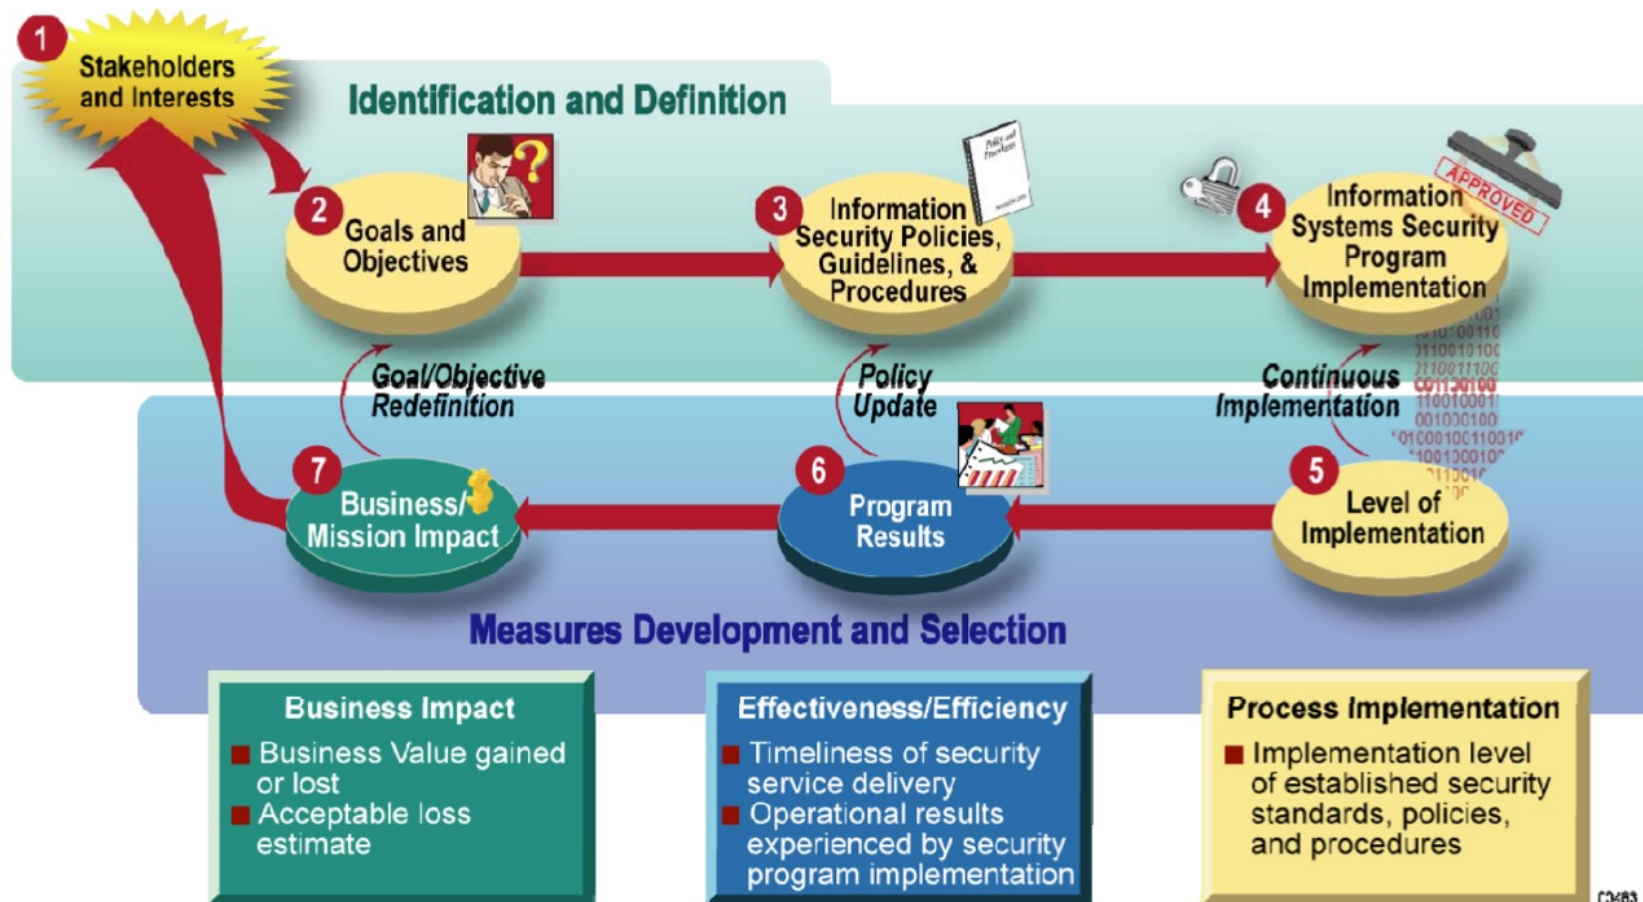 1
Stakeholders
and Interests
Identification and Definition
2
Goals and
Objectives
3
Information
Security Policies,
Guidelines, &
Procedures
Policy and
Procedures
4
Information
Systems Security
Program
Implementation
APPROVED
Goal/Objective
Redefinition
Policy
Update
Continuous
Implementation
7
Business/
Mission Impact
6
Program
Results
5
Level of
Implementation
Measures Development and Selection
Business Impact
Business Value gained
or lost
Acceptable loss
estimate
Effectiveness/Efficiency
Timeliness of security
service delivery
Operational results
experienced by security
program implementation
Process Implementation
Implementation level
of established security
standards, policies,
and procedures